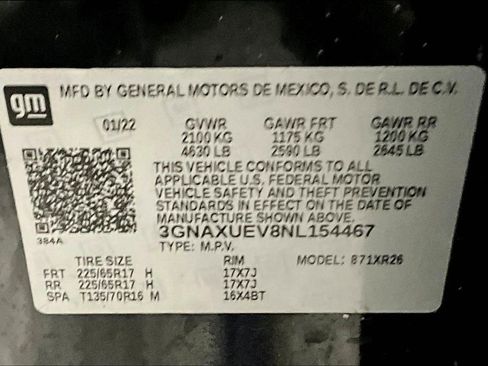 gm MFD BY GENERAL MOTORS DE MEXICO, S. DE R.L. DE C.V.
01/22 GVWR GAWR FRT GAWR RR
2100 KG 1175 KG 1200 KG
4630 LB 2590 LB 2645 LB
THIS VEHICLE CONFORMS TO ALL
APPLICABLE U.S. FEDERAL MOTOR
VEHICLE SAFETY AND THEFT PREVENTION
STANDARDS IN EFFECT ON THE DATE OF
MANUFACTURE SHOWN ABOVE.
384A 3GNAXUEV8NL154467
TYPE: M.P.V.
TIRE SIZE RIM MODEL: 871XR26
FRT 225/65R17 H 17X7J
RR 225/65R17 H 17X7J
SPA T135/70R16 M 16X4BT